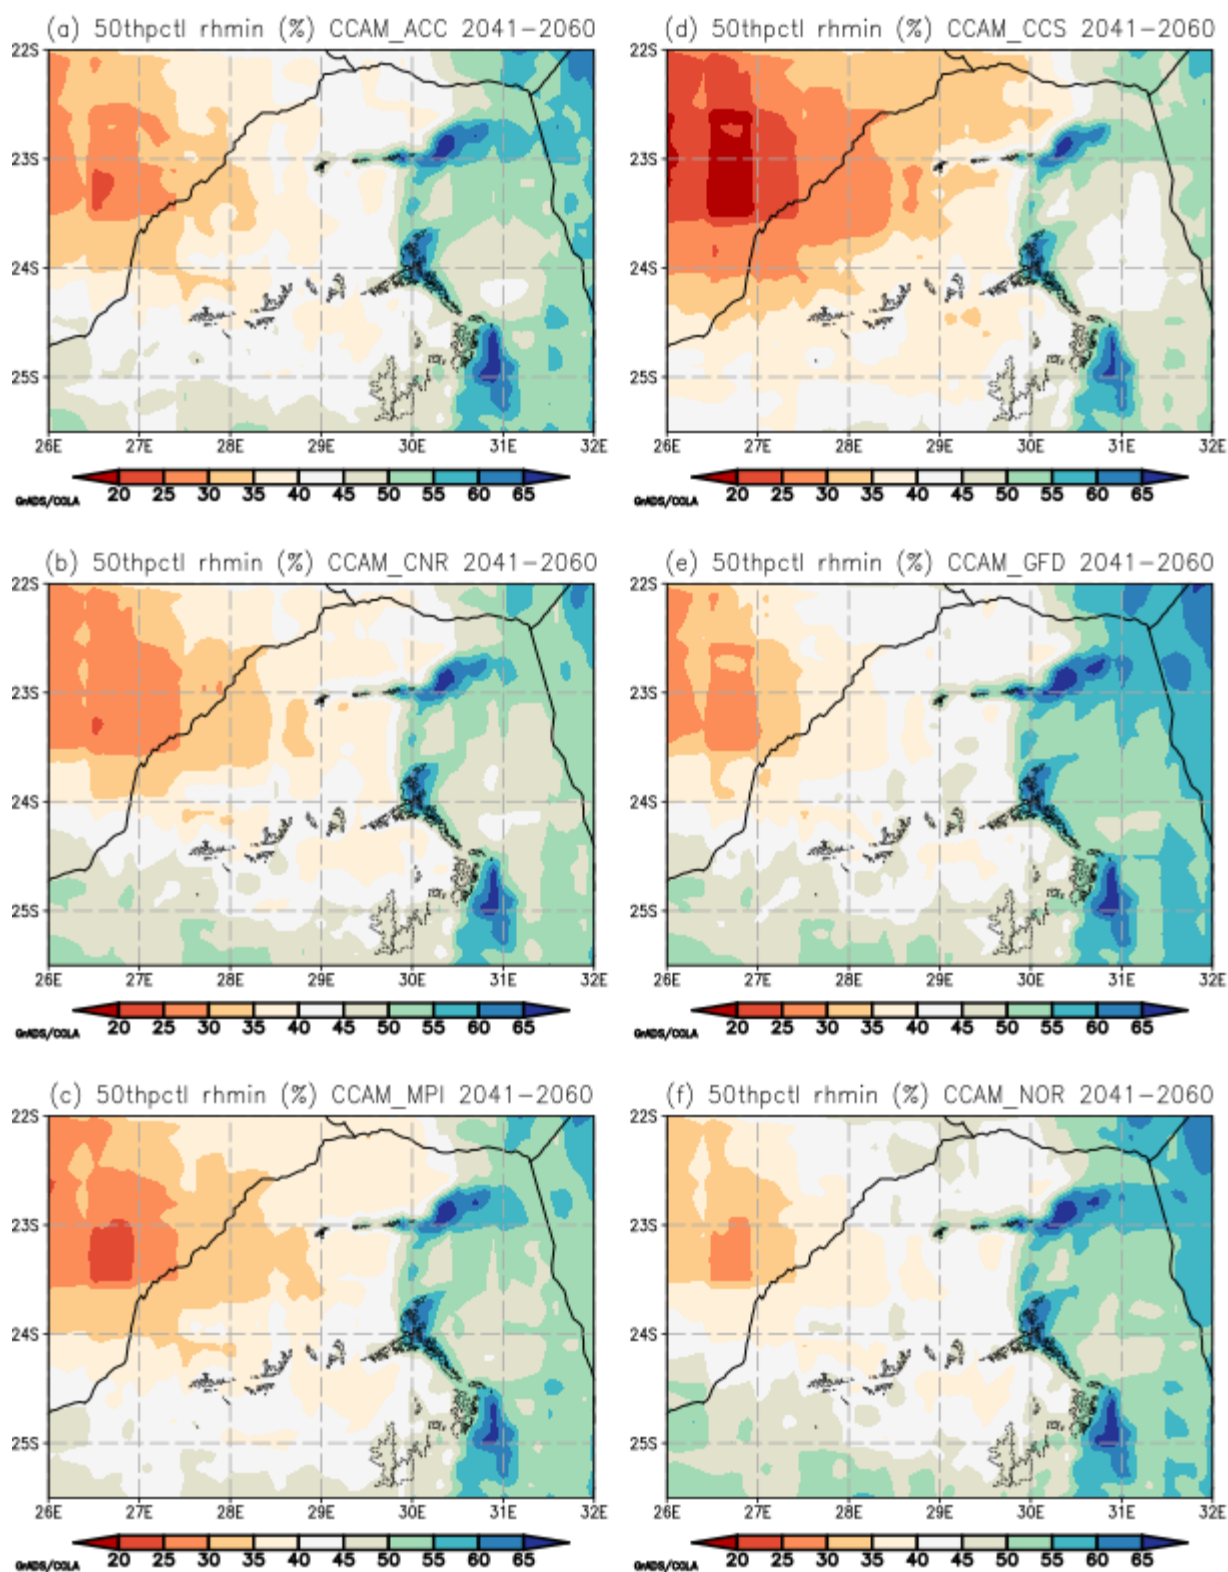 (a) 50thpctl rhmin (%) CCAM_ACC 2041−2060
22S
23S
24S
25S
26E 27E 28E 29E 30E 31E 32E
20 25 30 35 40 45 50 55 60 65
GrADS/COLA
(d) 50thpctl rhmin (%) CCAM_CCS 2041−2060
22S
23S
24S
25S
26E 27E 28E 29E 30E 31E 32E
20 25 30 35 40 45 50 55 60 65
GrADS/COLA
(b) 50thpctl rhmin (%) CCAM_CNR 2041−2060
22S
23S
24S
25S
26E 27E 28E 29E 30E 31E 32E
20 25 30 35 40 45 50 55 60 65
GrADS/COLA
(e) 50thpctl rhmin (%) CCAM_GFD 2041−2060
22S
23S
24S
25S
26E 27E 28E 29E 30E 31E 32E
20 25 30 35 40 45 50 55 60 65
GrADS/COLA
(c) 50thpctl rhmin (%) CCAM_MPI 2041−2060
22S
23S
24S
25S
26E 27E 28E 29E 30E 31E 32E
20 25 30 35 40 45 50 55 60 65
GrADS/COLA
(f) 50thpctl rhmin (%) CCAM_NOR 2041−2060
22S
23S
24S
25S
26E 27E 28E 29E 30E 31E 32E
20 25 30 35 40 45 50 55 60 65
GrADS/COLA